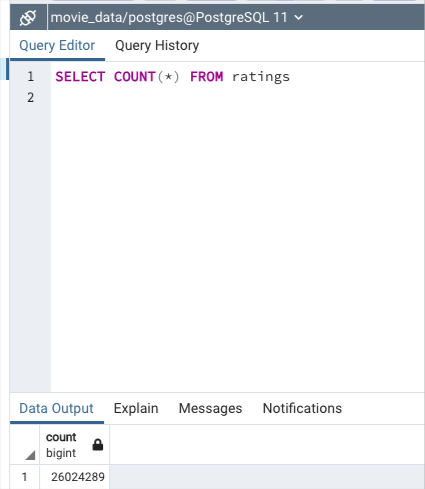 movie_data/postgres@PostgreSQL 11
Query Editor Query History
1 SELECT COUNT(*) FROM ratings
2
Data Output Explain Messages Notifications
count
bigint
1 26024289